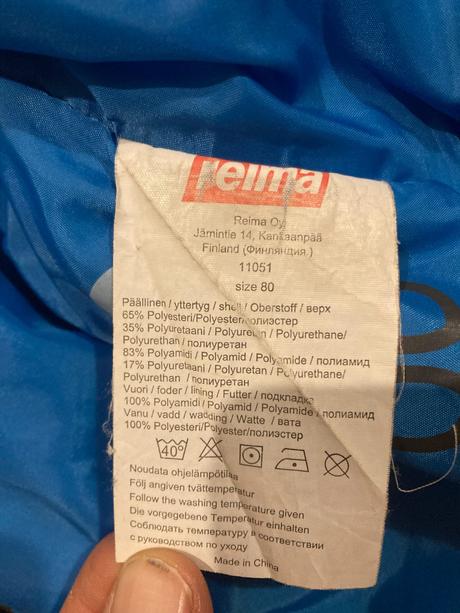 reima
Reima Oy
Järnintie 14, Kankaanpää
Finland (Финляндия.)
11051
size 80
Päällinen / yttertyg / shell / Oberstoff / верх
65% Polyesteri/Polyester/полиэстер
35% Polyuretaani / Polyuretan / Polyurethane/
Polyurethan / полиуретан
83% Polyamidi / Polyamid / Polyamide / полиамид
17% Polyuretaani / Polyuretan / Polyurethane/
Polyurethan / полиуретан
Vuori / foder / lining / Futter / подкладка
100% Polyamidi / Polyamid / Polyamide / полиамид
Vanu / vadd / wadding / Watte / вата
100% Polyesteri/Polyester/полиэстер
40°
Noudata ohjelämpötilaa
Följ angiven tvättemperatur
Follow the washing temperature given
Die vorgegebene Temperatur einhalten
Соблюдать температуру в соответствии
с руководством по уходу
Made in China